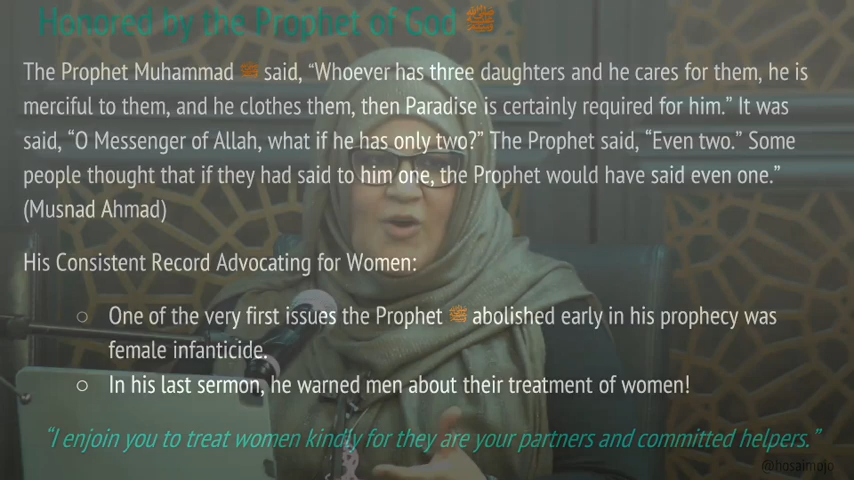 Honored by the Prophet of God ﷺ
The Prophet Muhammad ﷺ said, “Whoever has three daughters and he cares for them, he is
merciful to them, and he clothes them, then Paradise is certainly required for him.” It was
said, “O Messenger of Allah, what if he has only two?” The Prophet said, “Even two.” Some
people thought that if they had said to him one, the Prophet would have said even one.”
(Musnad Ahmad)
His Consistent Record Advocating for Women:
○ One of the very first issues the Prophet ﷺ abolished early in his prophecy was
female infanticide.
○ In his last sermon, he warned men about their treatment of women!
“I enjoin you to treat women kindly for they are your partners and committed helpers.”
@hosaimojo